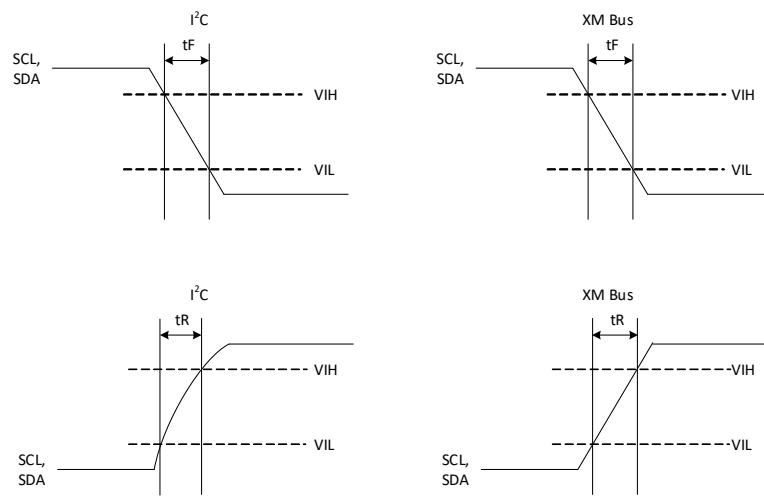 I²C
XM Bus
tF
tF
SCL,
SDA
SCL,
SDA
VIH
VIH
VIL
VIL
I²C
XM Bus
tR
tR
VIH
VIH
VIL
VIL
SCL,
SDA
SCL,
SDA